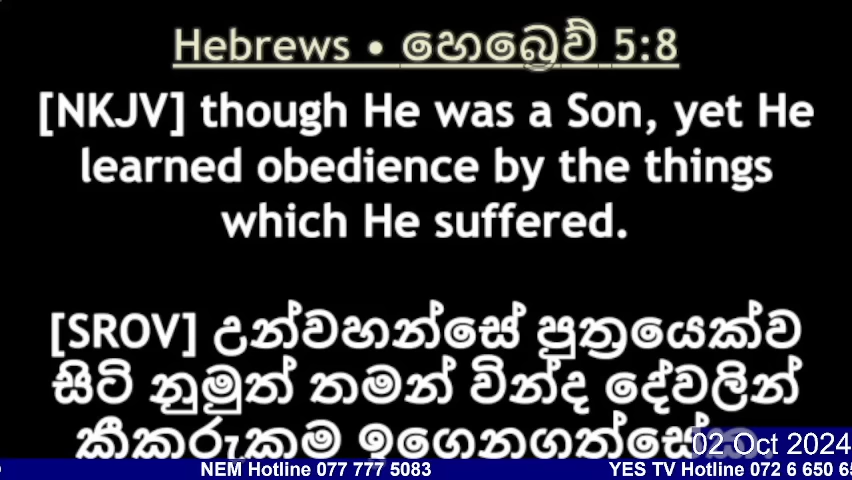 Hebrews • හෙබ්‍රෙව් 5:8
[NKJV] though He was a Son, yet He
learned obedience by the things
which He suffered.
[SROV] උන්වහන්සේ පුත්‍රයෙක්ව
සිටි නුමුත් තමන් වින්ද දේවලින්
කීකරුකම ඉගෙනගත්සේක.
02 Oct 2024
NEM Hotline 077 777 5083
YES TV Hotline 072 6 650 65